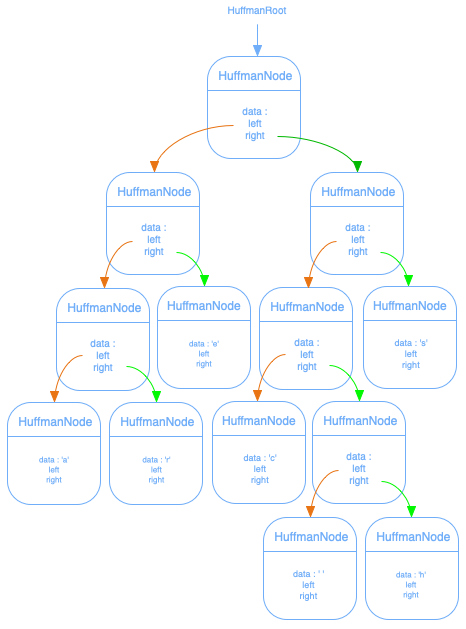 HuffmanRoot
HuffmanNode
data :
left
right
HuffmanNode
data :
left
right
HuffmanNode
data :
left
right
HuffmanNode
data :
left
right
HuffmanNode
data : 'e'
left
right
HuffmanNode
data :
left
right
HuffmanNode
data : 's'
left
right
HuffmanNode
data : 'a'
left
right
HuffmanNode
data : 'r'
left
right
HuffmanNode
data : 'c'
left
right
HuffmanNode
data :
left
right
HuffmanNode
data : ' '
left
right
HuffmanNode
data : 'h'
left
right